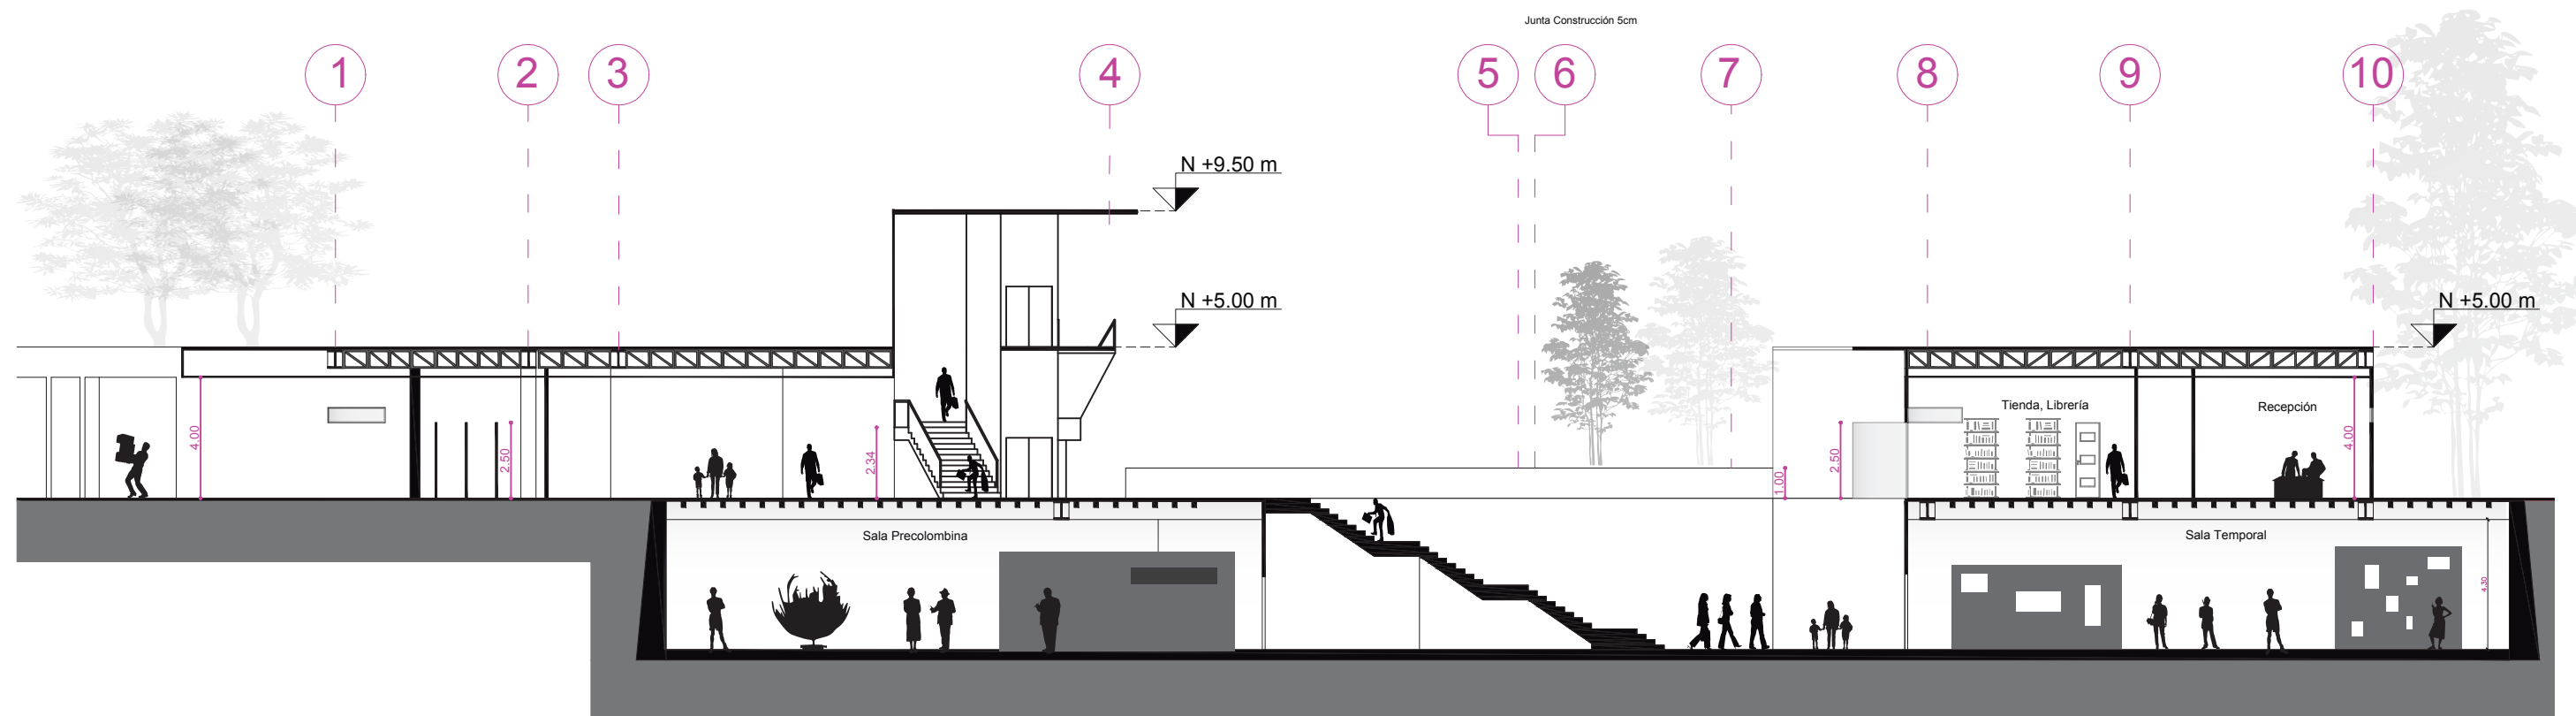 Junta Construcción 5cm
1 2 3 4 5 6 7 8 9 10
N +9.50 m
N +5.00 m
N +5.00 m
4.00
2.50
2.34
1.00
2.50
Tienda, Librería
Recepción
4.00
Sala Precolombina
Sala Temporal
4.30